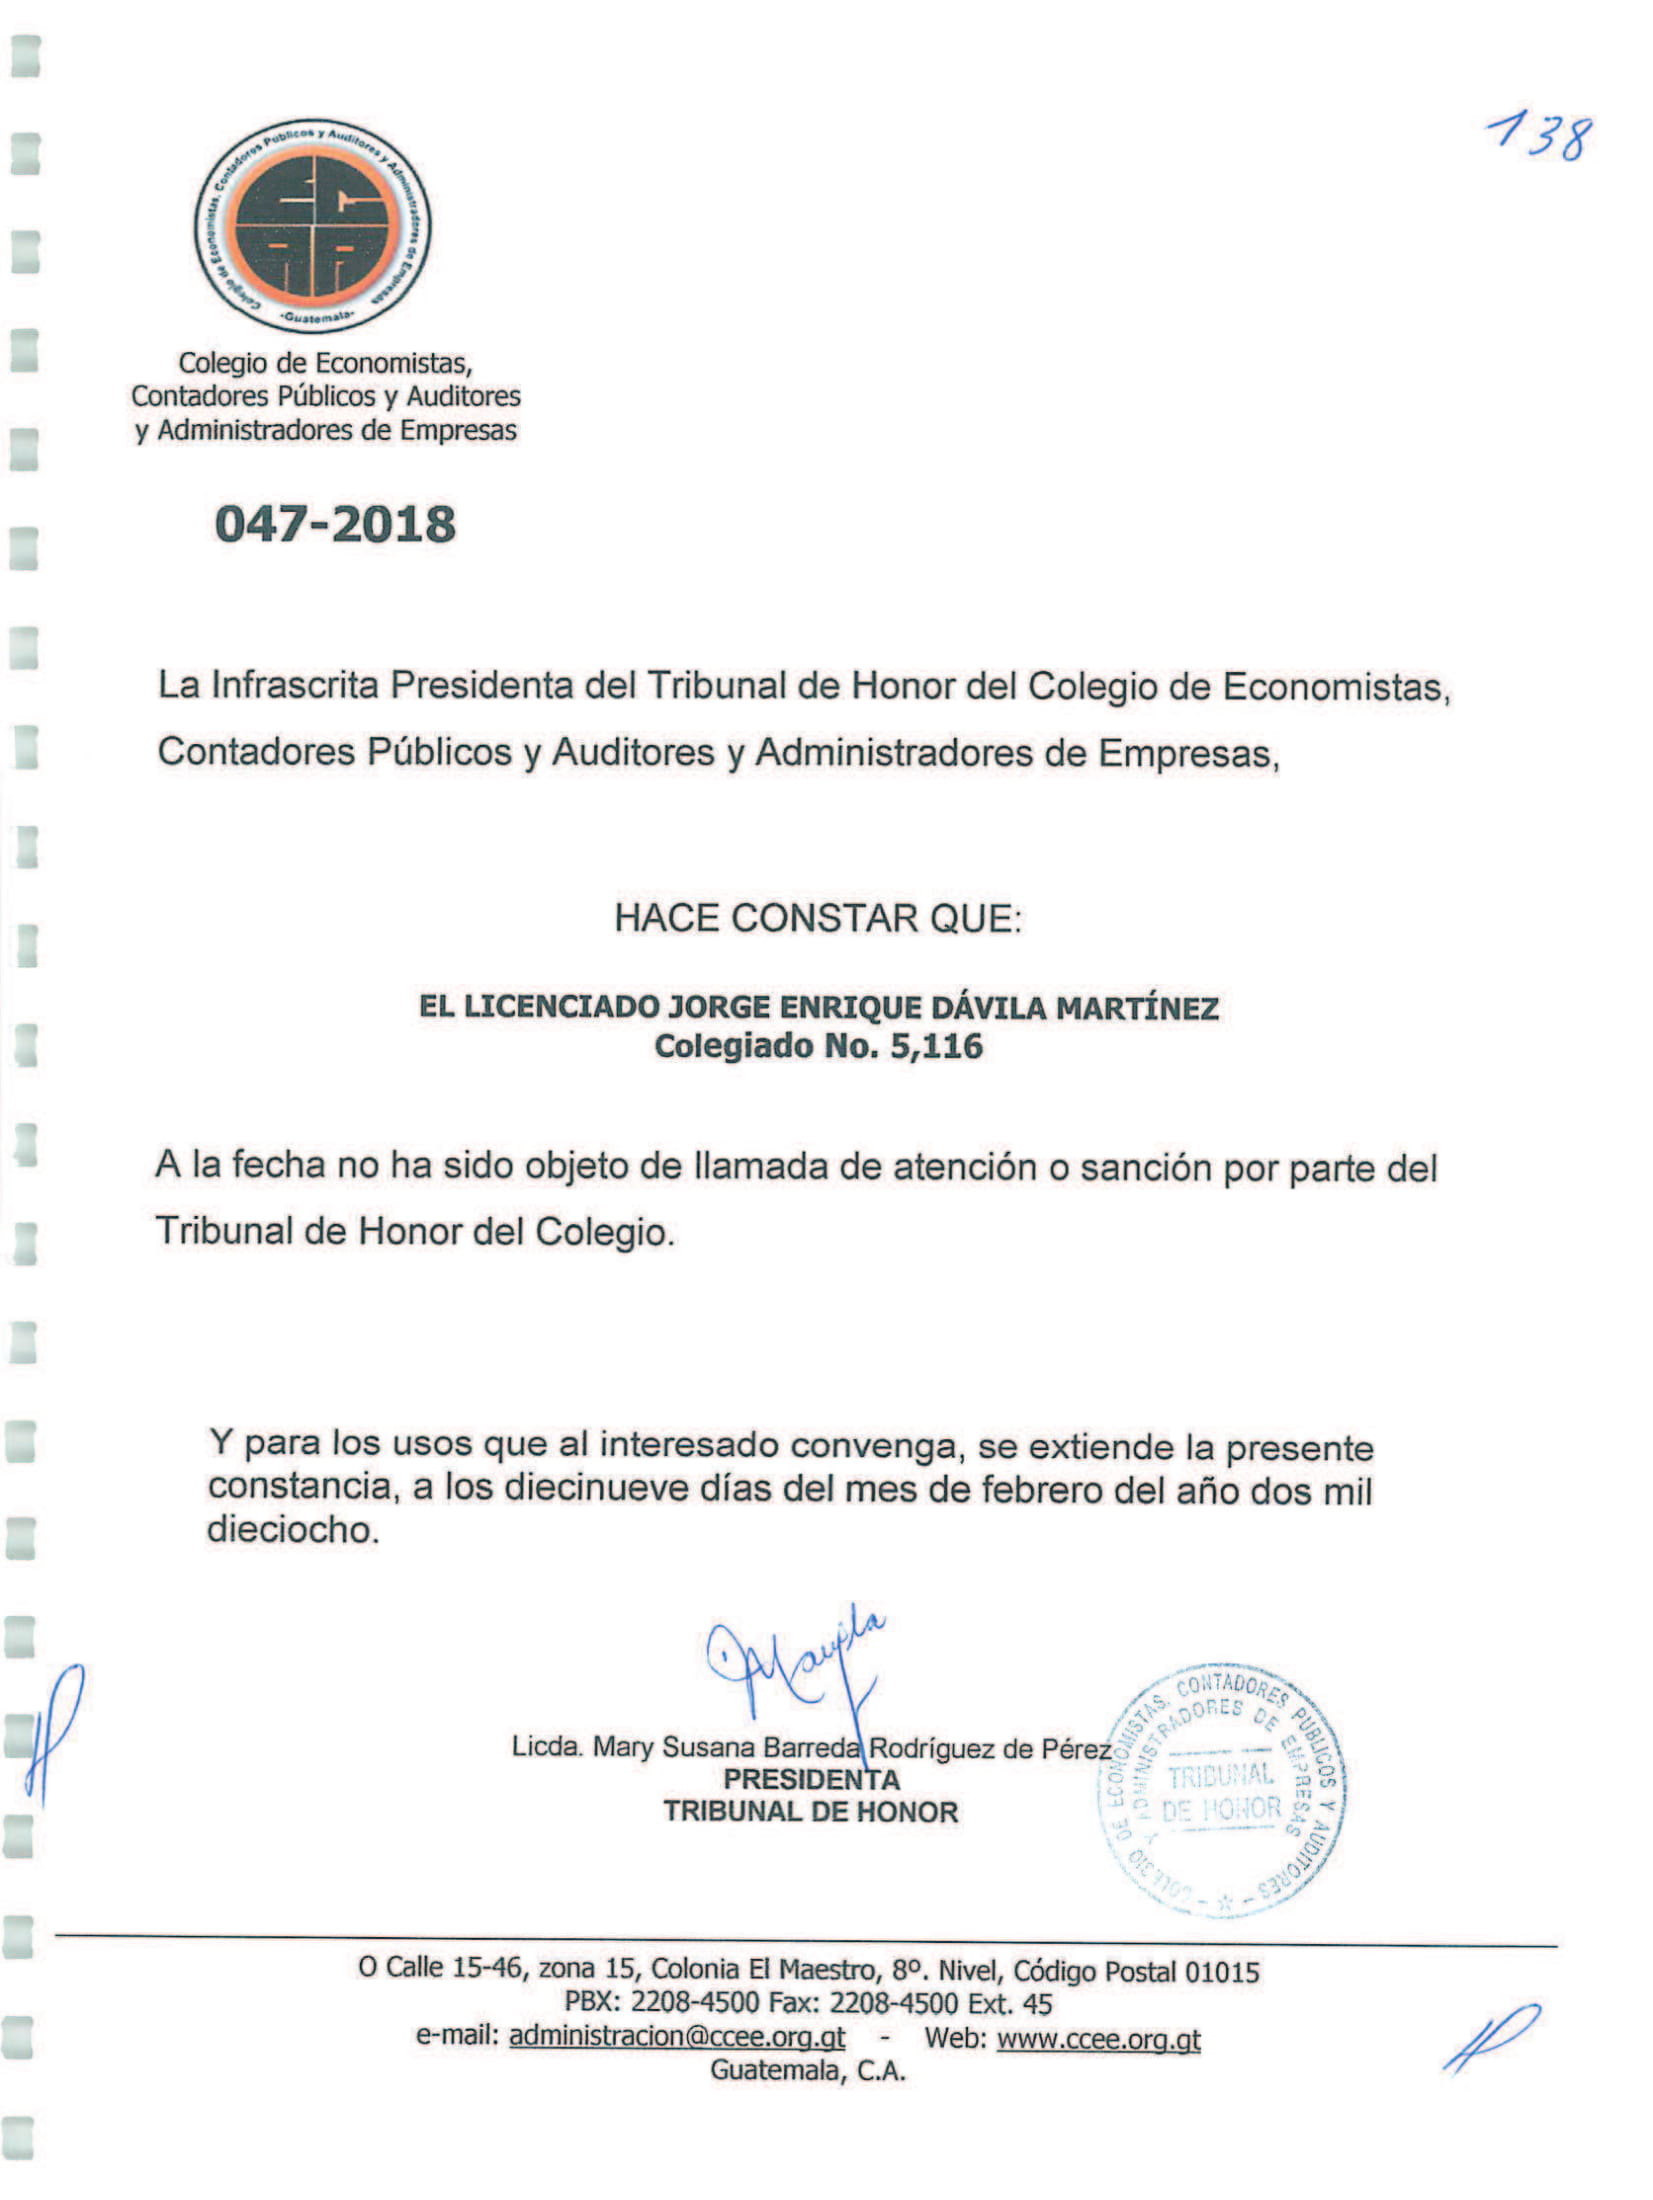 138
Colegio de Economistas, Contadores Publicos y Auditores y Administradores de Empresas
-Guatemala-
Colegio de Economistas,
Contadores Públicos y Auditores
y Administradores de Empresas
047-2018
La Infrascrita Presidenta del Tribunal de Honor del Colegio de Economistas,
Contadores Públicos y Auditores y Administradores de Empresas,
HACE CONSTAR QUE:
EL LICENCIADO JORGE ENRIQUE DÁVILA MARTÍNEZ
Colegiado No. 5,116
A la fecha no ha sido objeto de llamada de atención o sanción por parte del
Tribunal de Honor del Colegio.
Y para los usos que al interesado convenga, se extiende la presente
constancia, a los diecinueve días del mes de febrero del año dos mil
dieciocho.
Licda. Mary Susana Barreda Rodríguez de Pérez
PRESIDENTA
TRIBUNAL DE HONOR
COLEGIO DE ECONOMISTAS, CONTADORES PUBLICOS Y AUDITORES
Y ADMINISTRADORES DE EMPRESAS
TRIBUNAL
DE HONOR
O Calle 15-46, zona 15, Colonia El Maestro, 8º. Nivel, Código Postal 01015
PBX: 2208-4500 Fax: 2208-4500 Ext. 45
e-mail: administracion@ccee.org.gt - Web: www.ccee.org.gt
Guatemala, C.A.